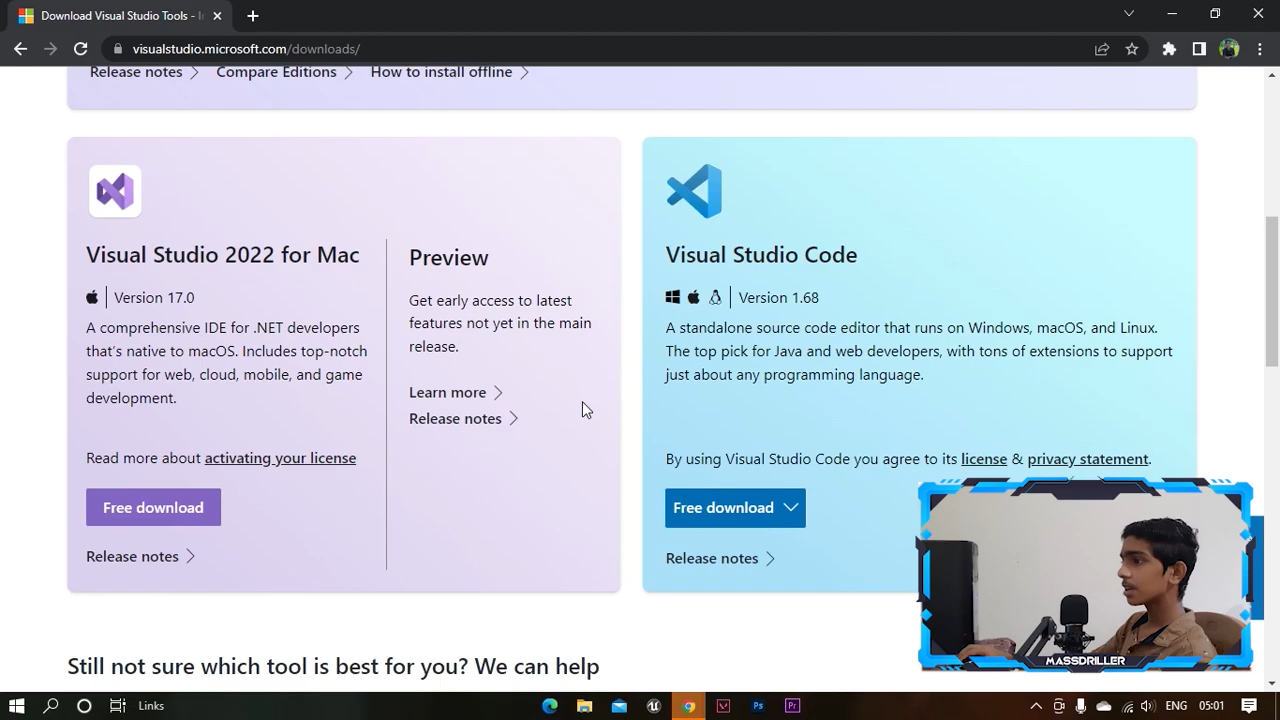 Download Visual Studio Tools - I
visualstudio.microsoft.com/downloads/
Release notes
Compare Editions
How to install offline
Visual Studio 2022 for Mac
Version 17.0
A comprehensive IDE for .NET developers
that's native to macOS. Includes top-notch
support for web, cloud, mobile, and game
development.
Read more about activating your license
Free download
Release notes
Preview
Get early access to latest
features not yet in the main
release.
Learn more
Release notes
Visual Studio Code
Version 1.68
A standalone source code editor that runs on Windows, macOS, and Linux.
The top pick for Java and web developers, with tons of extensions to support
just about any programming language.
By using Visual Studio Code you agree to its license & privacy statement.
Free download
Release notes
MASSDRILLER
Still not sure which tool is best for you? We can help
Links
Ps
Pr
ENG
05:01